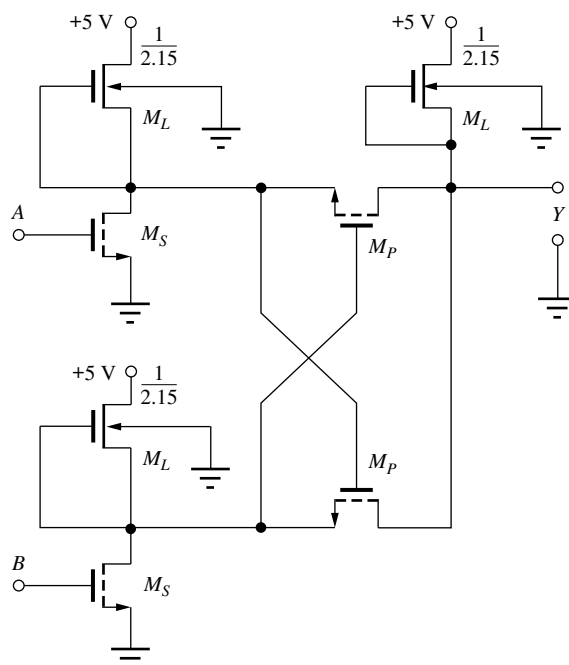 +5 V
1/2.15
M_L
A
M_S
+5 V
1/2.15
M_L
Y
M_P
+5 V
1/2.15
M_L
M_P
B
M_S